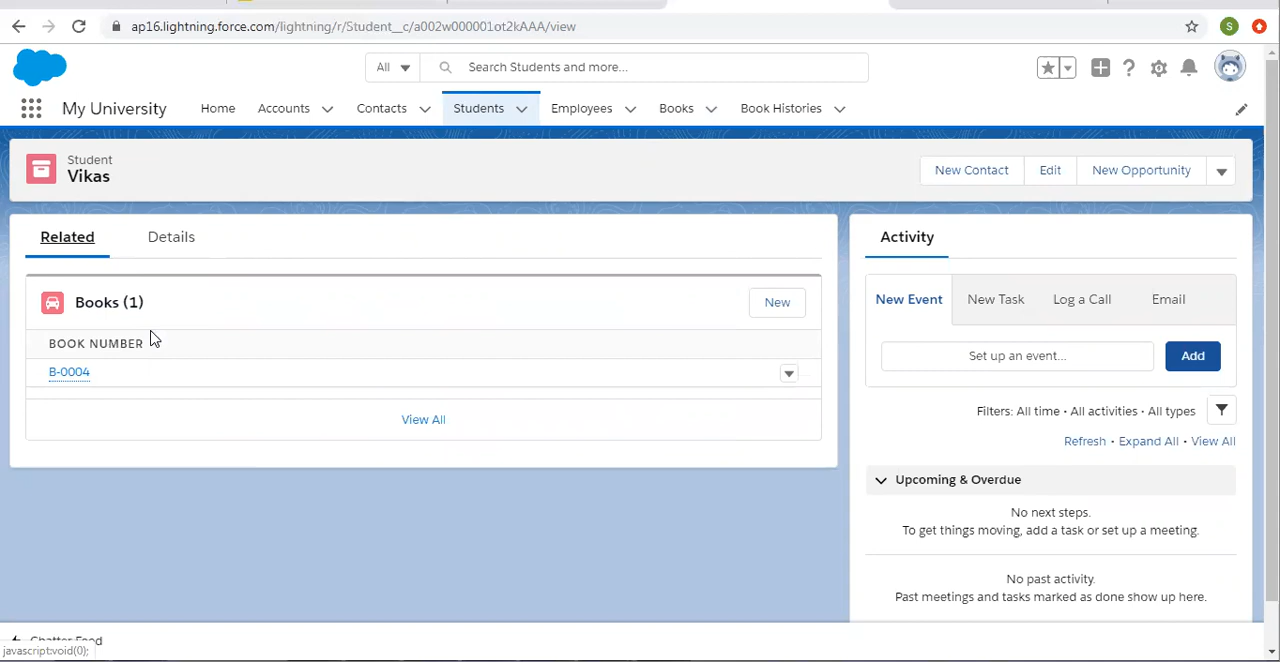 ap16.lightning.force.com/lightning/r/Student__c/a002w000001ot2kAAA/view
S
All
Search Students and more...
My University
Home
Accounts
Contacts
Students
Employees
Books
Book Histories
Student
Vikas
New Contact
Edit
New Opportunity
Related
Details
Books (1)
New
BOOK NUMBER
B-0004
View All
Activity
New Event
New Task
Log a Call
Email
Set up an event...
Add
Filters: All time • All activities • All types
Refresh • Expand All • View All
Upcoming & Overdue
No next steps.
To get things moving, add a task or set up a meeting.
No past activity.
Past meetings and tasks marked as done show up here.
Chatter Feed
javascript:void(0);